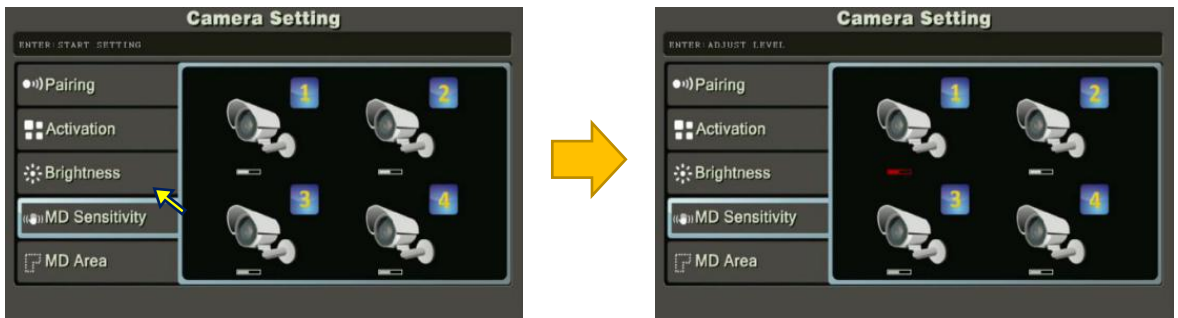 Camera Setting
ENTER:START SETTING
Pairing
Activation
Brightness
MD Sensitivity
MD Area
1
2
3
4
Camera Setting
ENTER:ADJUST LEVEL
Pairing
Activation
Brightness
MD Sensitivity
MD Area
1
2
3
4